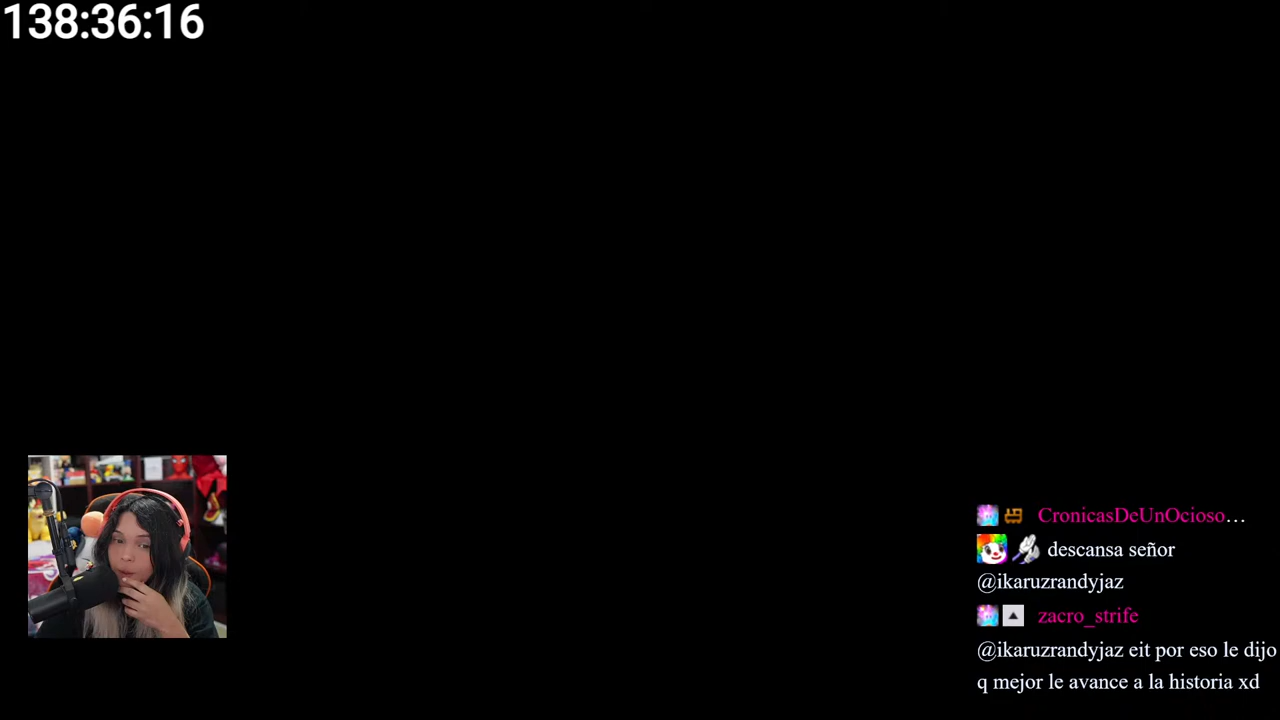 138:36:16
CronicasDeUnOcioso…
descansa señor
@ikaruzrandyjaz
zacro_strife
@ikaruzrandyjaz eit por eso le dijo
q mejor le avance a la historia xd